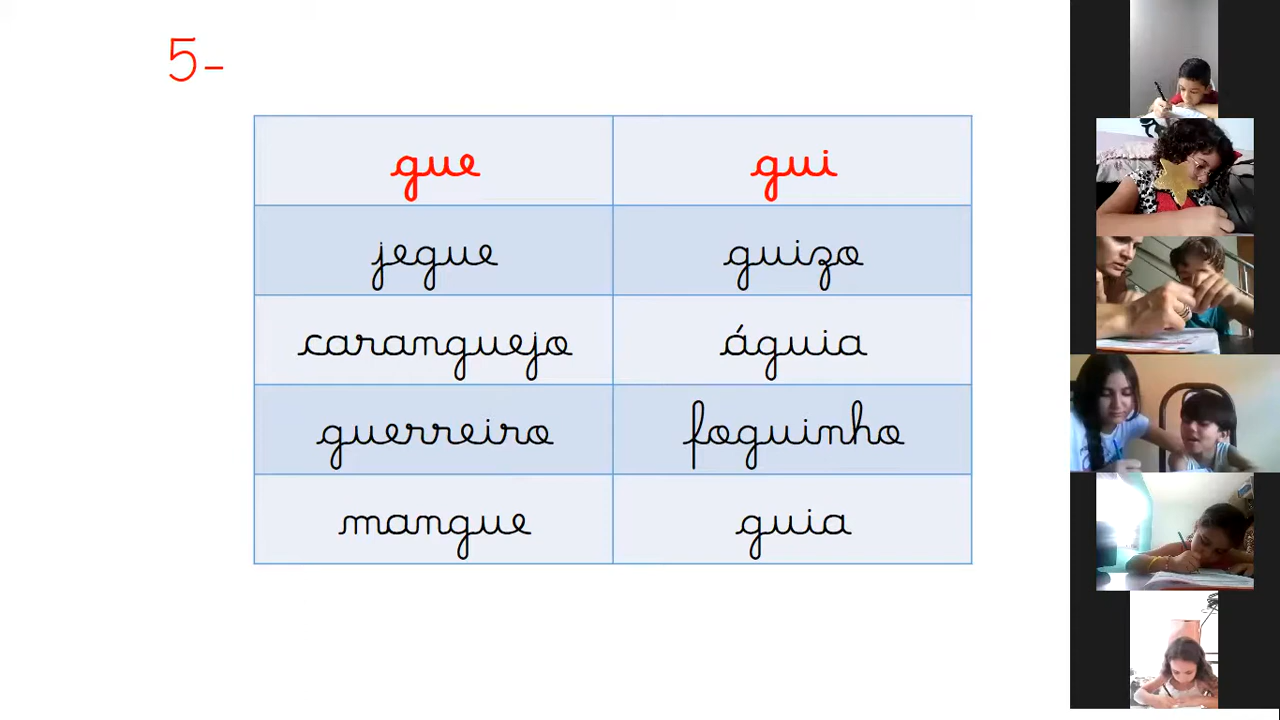 5-
gue gui
jegue guizo
caranguejo águia
guerreiro foguinho
mangue guia